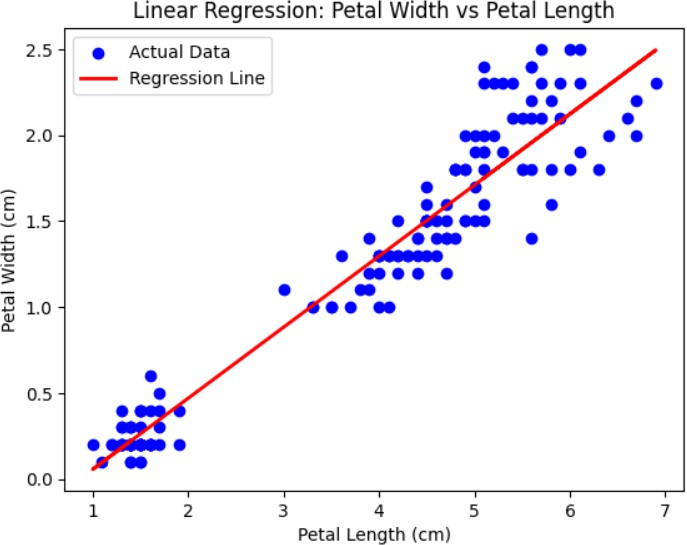 Linear Regression: Petal Width vs Petal Length
Actual Data
Regression Line
Petal Width (cm)
2.5
2.0
1.5
1.0
0.5
0.0
1 2 3 4 5 6 7
Petal Length (cm)